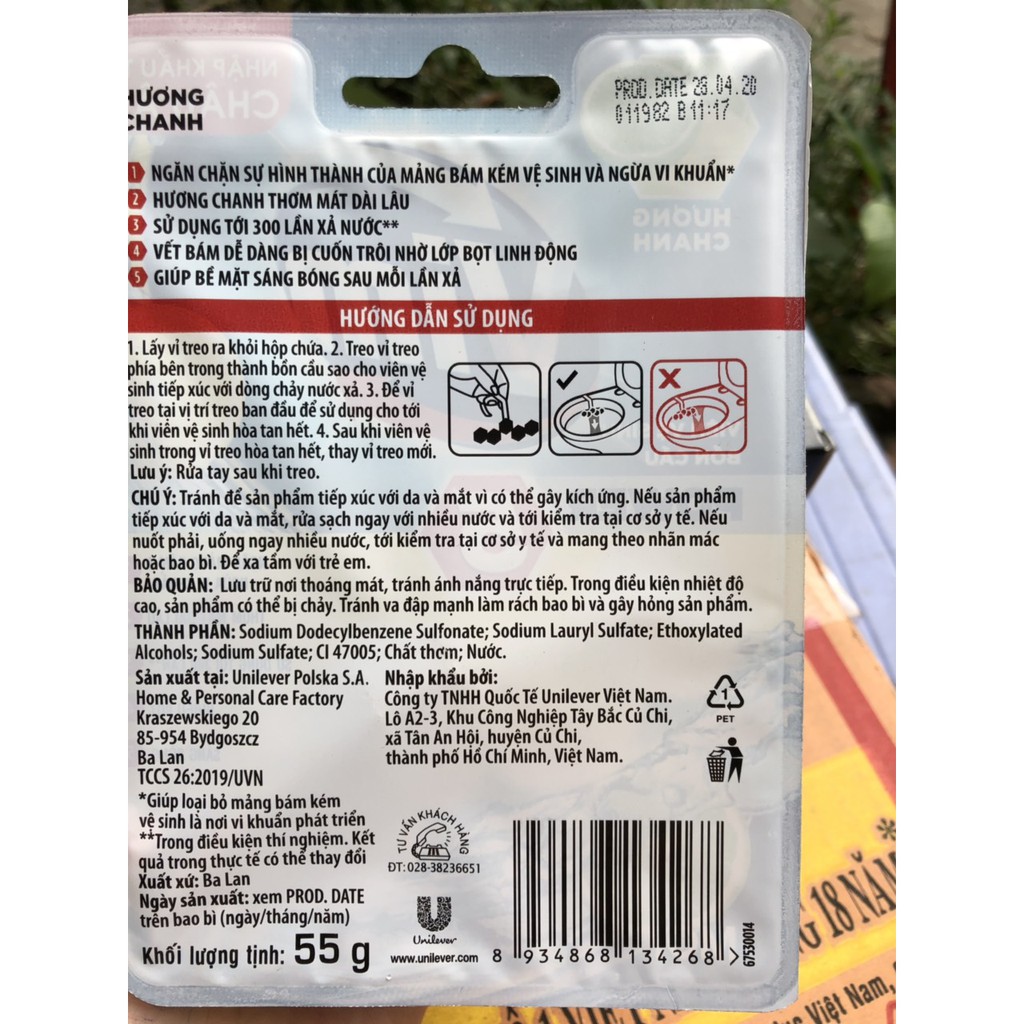 PROD. DATE 28.04.20
011982 B 11:17
HƯƠNG
CHANH
1 NGĂN CHẶN SỰ HÌNH THÀNH CỦA MẢNG BÁM KÉM VỆ SINH VÀ NGỪA VI KHUẨN*
2 HƯƠNG CHANH THƠM MÁT DÀI LÂU
3 SỬ DỤNG TỚI 300 LẦN XẢ NƯỚC**
4 VẾT BÁM DỄ DÀNG BỊ CUỐN TRÔI NHỜ LỚP BỌT LINH ĐỘNG
5 GIÚP BỀ MẶT SÁNG BÓNG SAU MỖI LẦN XẢ
HƯỚNG DẪN SỬ DỤNG
1. Lấy vỉ treo ra khỏi hộp chứa. 2. Treo vỉ treo
phía bên trong thành bồn cầu sao cho viên vệ
sinh tiếp xúc với dòng chảy nước xả. 3. Để vỉ
treo tại vị trí treo ban đầu để sử dụng cho tới
khi viên vệ sinh hòa tan hết. 4. Sau khi viên vệ
sinh trong vỉ treo hòa tan hết, thay vỉ treo mới.
Lưu ý: Rửa tay sau khi treo.
CHÚ Ý: Tránh để sản phẩm tiếp xúc với da và mắt vì có thể gây kích ứng. Nếu sản phẩm
tiếp xúc với da và mắt, rửa sạch ngay với nhiều nước và tới kiểm tra tại cơ sở y tế. Nếu
nuốt phải, uống ngay nhiều nước, tới kiểm tra tại cơ sở y tế và mang theo nhãn mác
hoặc bao bì. Để xa tầm với trẻ em.
BẢO QUẢN: Lưu trữ nơi thoáng mát, tránh ánh nắng trực tiếp. Trong điều kiện nhiệt độ
cao, sản phẩm có thể bị chảy. Tránh va đập mạnh làm rách bao bì và gây hỏng sản phẩm.
THÀNH PHẦN: Sodium Dodecylbenzene Sulfonate; Sodium Lauryl Sulfate; Ethoxylated
Alcohols; Sodium Sulfate; CI 47005; Chất thơm; Nước.
Sản xuất tại: Unilever Polska S.A.
Home & Personal Care Factory
Kraszewskiego 20
85-954 Bydgoszcz
Ba Lan
TCCS 26:2019/UVN
Nhập khẩu bởi:
Công ty TNHH Quốc Tế Unilever Việt Nam.
Lô A2-3, Khu Công Nghiệp Tây Bắc Củ Chi,
xã Tân An Hội, huyện Củ Chi,
thành phố Hồ Chí Minh, Việt Nam.
1
PET
*Giúp loại bỏ mảng bám kém
vệ sinh là nơi vi khuẩn phát triển
**Trong điều kiện thí nghiệm. Kết
quả trong thực tế có thể thay đổi
Xuất xứ: Ba Lan
Ngày sản xuất: xem PROD. DATE
trên bao bì (ngày/tháng/năm)
Khối lượng tịnh: 55 g
TƯ VẤN KHÁCH HÀNG
ĐT: 028-38236651
Unilever
www.unilever.com
8 934868 134268 >
67530014
18 NĂM
Việt Nam,